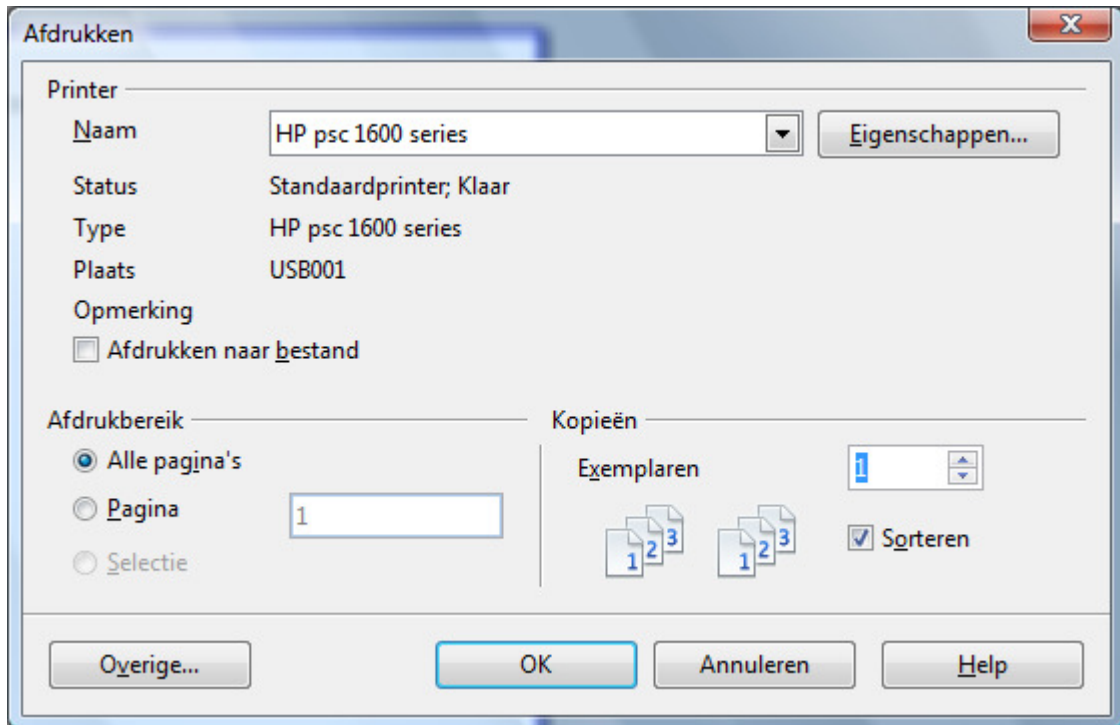 Afdrukken
Printer
Naam HP psc 1600 series Eigenschappen...
Status Standaardprinter; Klaar
Type HP psc 1600 series
Plaats USB001
Opmerking
Afdrukken naar bestand
Afdrukbereik
Alle pagina's
Pagina 1
Selectie
Kopieën
Exemplaren 1
1 2 3 1 2 3 Sorteren
Overige... OK Annuleren Help